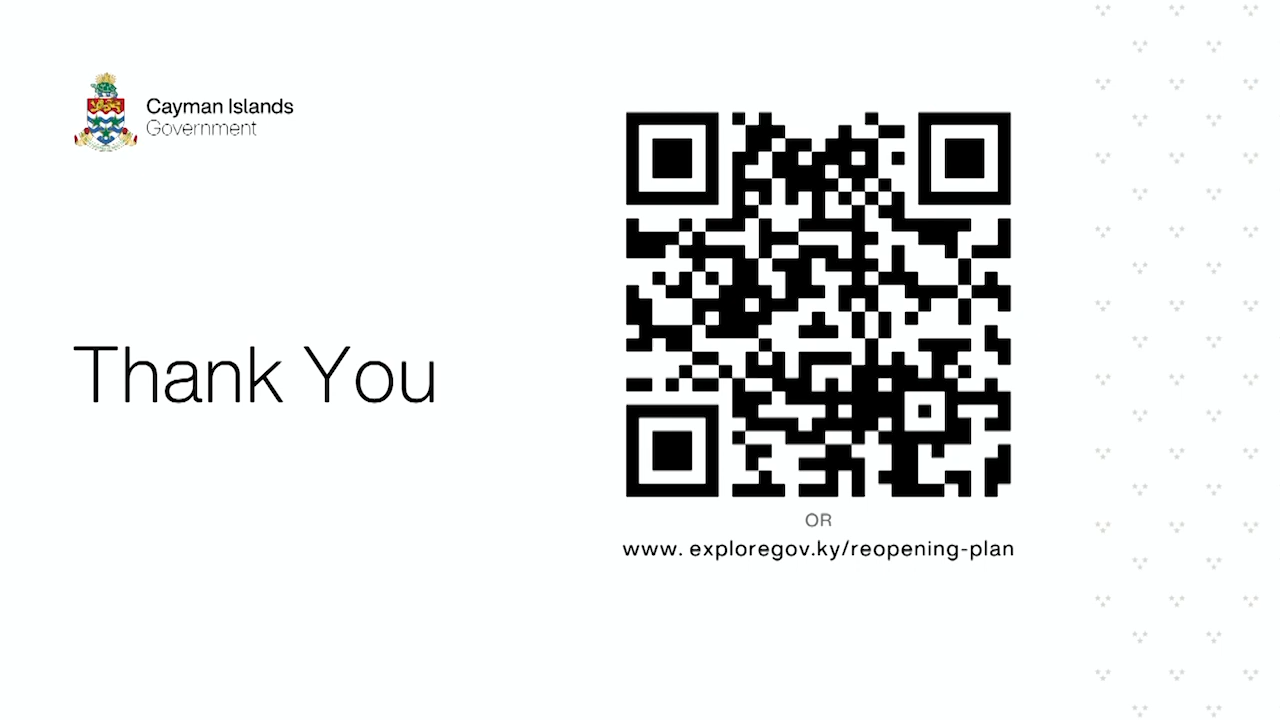 Cayman Islands
Government
Thank You
OR
www. exploregov.ky/reopening-plan